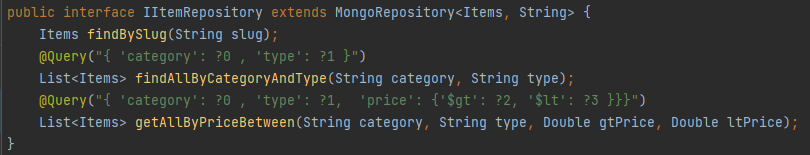 public interface IItemRepository extends MongoRepository<Items, String> {
    Items findBySlug(String slug);
    @Query("{ 'category': ?0 , 'type': ?1 }")
    List<Items> findAllByCategoryAndType(String category, String type);
    @Query("{ 'category': ?0 , 'type': ?1,  'price': {'$gt': ?2, '$lt': ?3 }}}")
    List<Items> getAllByPriceBetween(String category, String type, Double gtPrice, Double ltPrice);
}